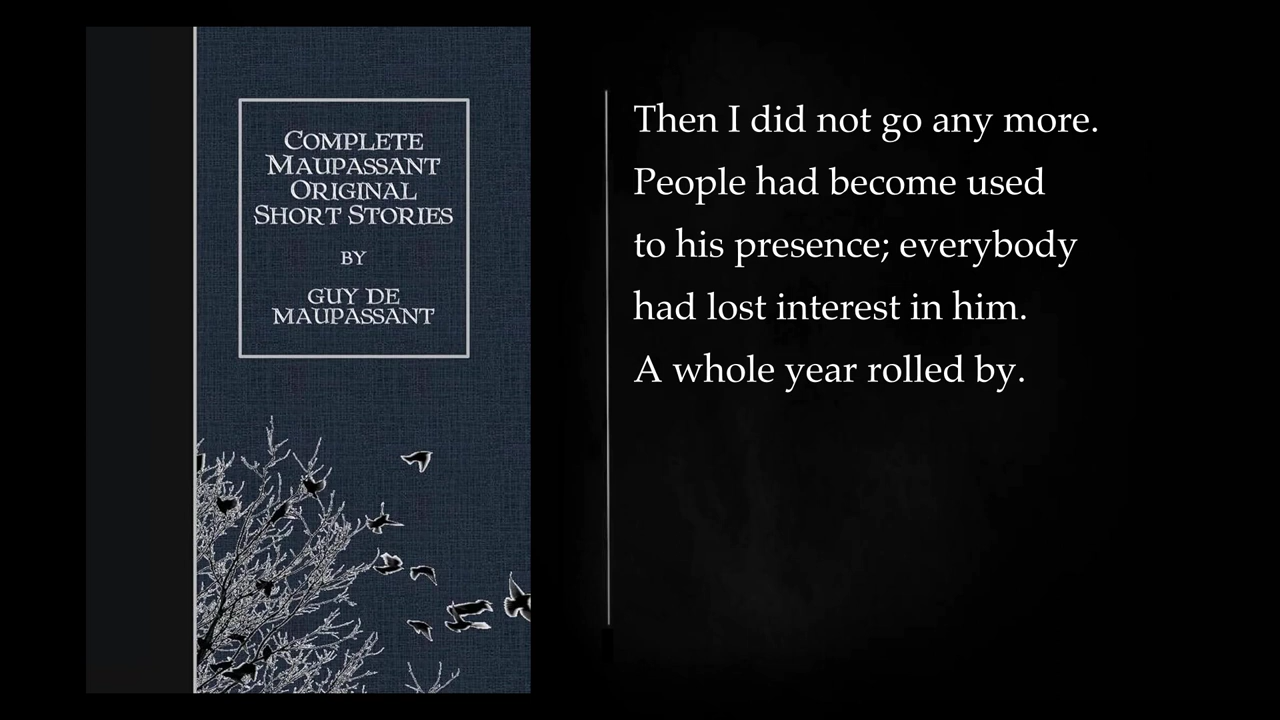 COMPLETE
MAUPASSANT
ORIGINAL
SHORT STORIES
BY
GUY DE
MAUPASSANT
Then I did not go any more.
People had become used
to his presence; everybody
had lost interest in him.
A whole year rolled by.